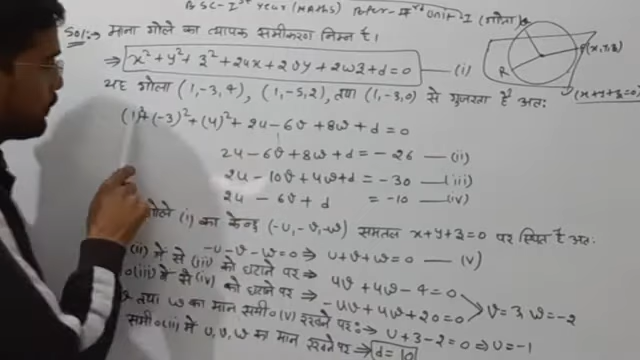 BSC-I Year (MATHS) Paper-II Unit-I (गोला)
Sol:→ माना गोले का व्यापक समीकरण निम्न है।
⇒ x²+y²+z²+2ux+2vy+2wz+d=0 —(i)
P(x,y,z)
R
(x+y+z=0)
यह गोला (1,-3,4), (1,-5,2), तथा (1,-3,0) से गुजरता है अतः
(1)²+(-3)²+(4)²+2u-6v+8w+d=0
2u-6v+8w+d=-26 —(ii)
2u-10v+4w+d=-30 —(iii)
2u-6v+d=-10 —(iv)
गोले (i) का केन्द्र (-u,-v,-w) समतल x+y+z=0 पर स्थित है अतः
-u-v-w=0 ⇒ u+v+w=0 —(v)
(ii) में से (iii) को घटाने पर ⇒ 4v+4w-4=0
(iii) में से (iv) को घटाने पर ⇒ -4v+4w+20=0
v=3, w=-2
तथा w का मान समी०(v) रखने पर:→ u+3-2=0 ⇒ u=-1
समी०(ii) में u,v,w का मान रखने पर ⇒ d=10